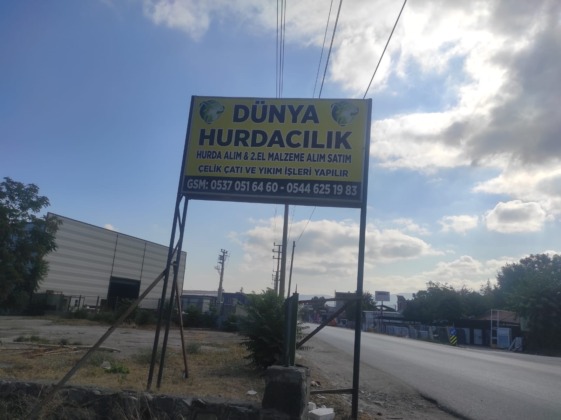 DÜNYA
HURDACILIK
HURDA ALIM & 2.EL MALZEME ALIM SATIM
ÇELİK ÇATI VE YIKIM İŞLERİ YAPILIR
GSM: 0537 051 64 60 - 0544 625 19 83